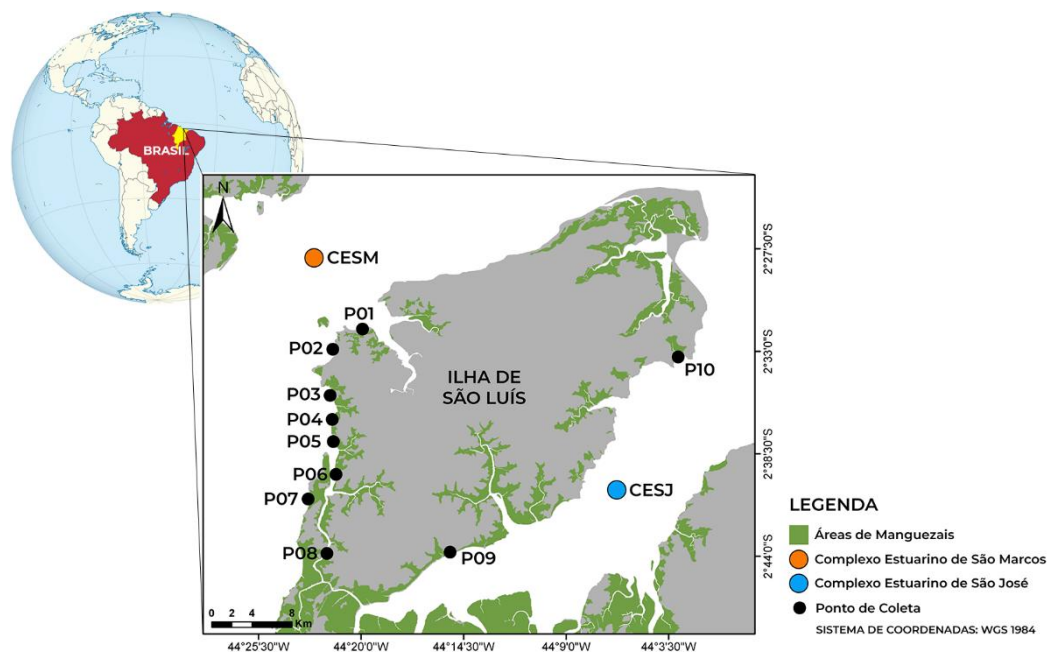 BRASIL
N
CESM
P01
P02
P03
P04
P05
P06
P07
P08
P09
P10
ILHA DE
SÃO LUÍS
CESJ
0 2 4 8
Km
2°27'30"S
2°33'0"S
2°38'30"S
2°44'0"S
44°25'30"W 44°20'0"W 44°14'30"W 44°9'0"W 44°3'30"W
LEGENDA
Áreas de Manguezais
Complexo Estuarino de São Marcos
Complexo Estuarino de São José
Ponto de Coleta
SISTEMA DE COORDENADAS: WGS 1984